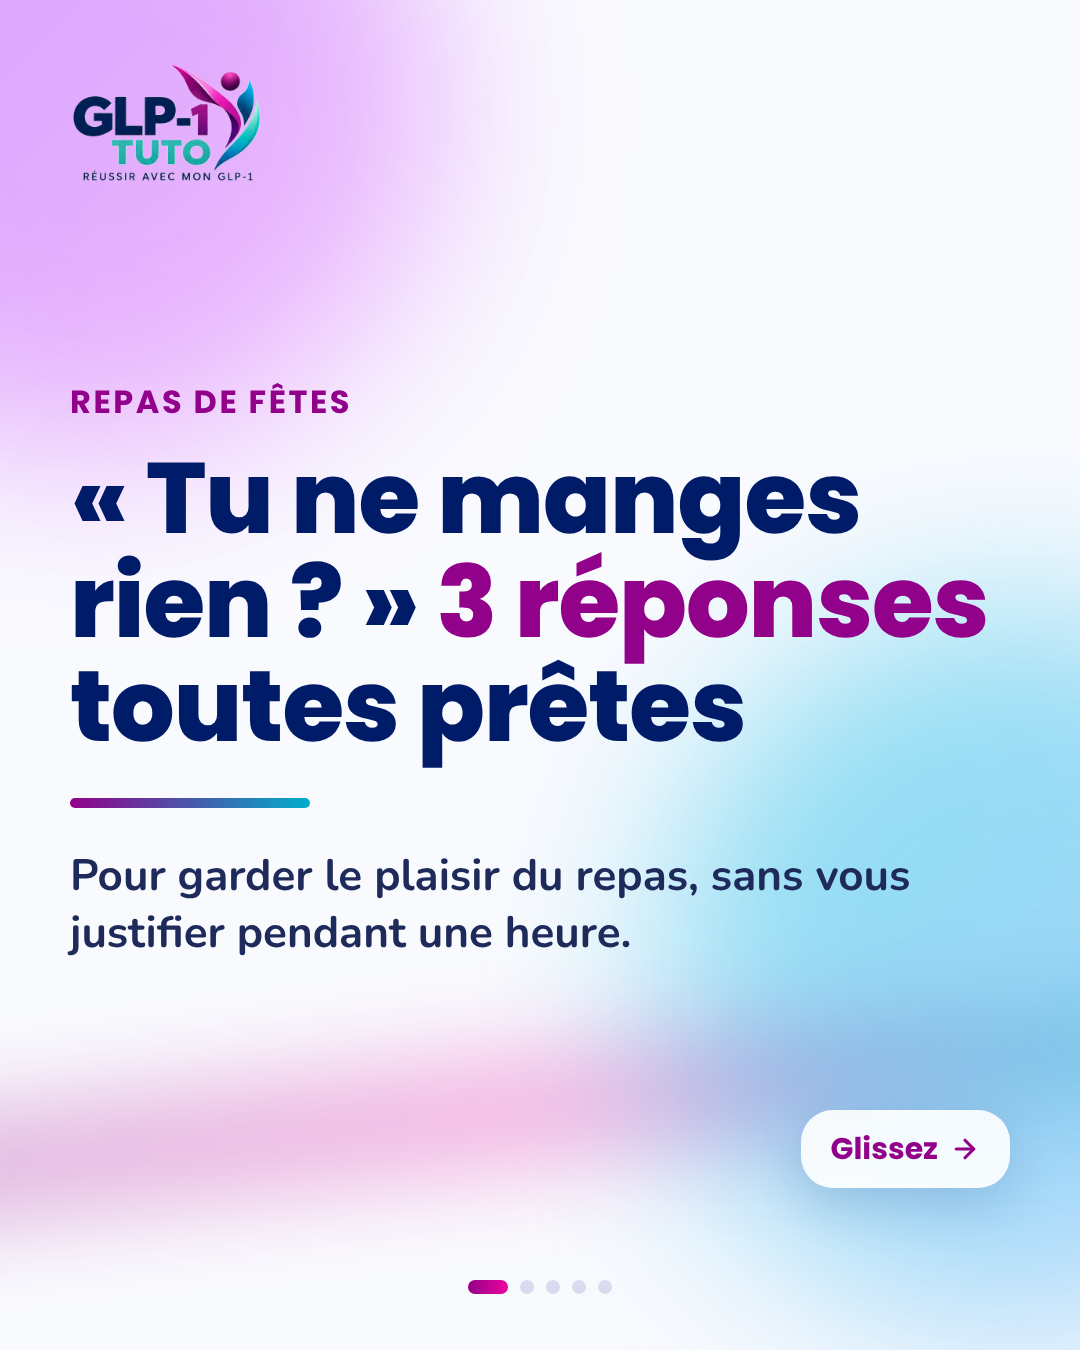 GLP-1
TUTO
RÉUSSIR AVEC MON GLP-1
REPAS DE FÊTES
« Tu ne manges
rien ? » 3 réponses
toutes prêtes
Pour garder le plaisir du repas, sans vous
justifier pendant une heure.
Glissez →